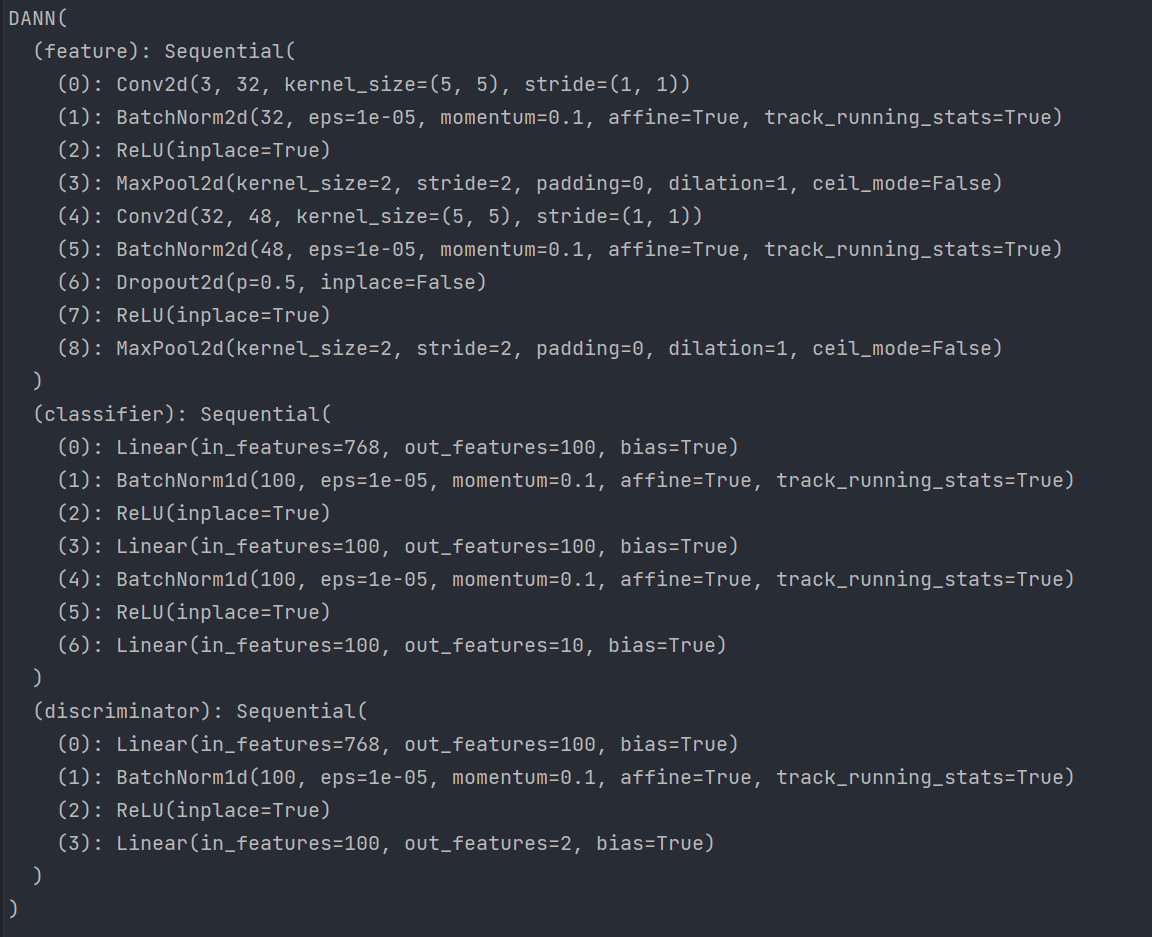 DANN(
  (feature): Sequential(
    (0): Conv2d(3, 32, kernel_size=(5, 5), stride=(1, 1))
    (1): BatchNorm2d(32, eps=1e-05, momentum=0.1, affine=True, track_running_stats=True)
    (2): ReLU(inplace=True)
    (3): MaxPool2d(kernel_size=2, stride=2, padding=0, dilation=1, ceil_mode=False)
    (4): Conv2d(32, 48, kernel_size=(5, 5), stride=(1, 1))
    (5): BatchNorm2d(48, eps=1e-05, momentum=0.1, affine=True, track_running_stats=True)
    (6): Dropout2d(p=0.5, inplace=False)
    (7): ReLU(inplace=True)
    (8): MaxPool2d(kernel_size=2, stride=2, padding=0, dilation=1, ceil_mode=False)
  )
  (classifier): Sequential(
    (0): Linear(in_features=768, out_features=100, bias=True)
    (1): BatchNorm1d(100, eps=1e-05, momentum=0.1, affine=True, track_running_stats=True)
    (2): ReLU(inplace=True)
    (3): Linear(in_features=100, out_features=100, bias=True)
    (4): BatchNorm1d(100, eps=1e-05, momentum=0.1, affine=True, track_running_stats=True)
    (5): ReLU(inplace=True)
    (6): Linear(in_features=100, out_features=10, bias=True)
  )
  (discriminator): Sequential(
    (0): Linear(in_features=768, out_features=100, bias=True)
    (1): BatchNorm1d(100, eps=1e-05, momentum=0.1, affine=True, track_running_stats=True)
    (2): ReLU(inplace=True)
    (3): Linear(in_features=100, out_features=2, bias=True)
  )
)